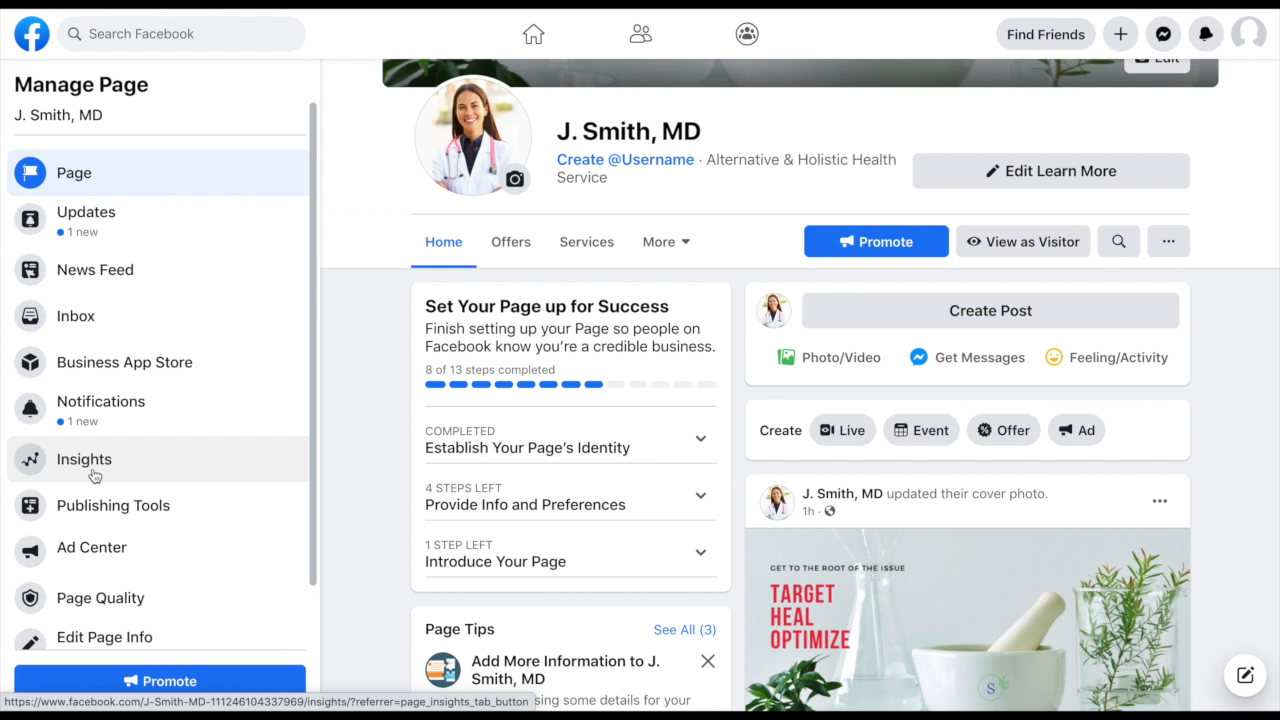 Search Facebook
Find Friends
Manage Page
J. Smith, MD
Page
Updates
1 new
News Feed
Inbox
Business App Store
Notifications
1 new
Insights
Publishing Tools
Ad Center
Page Quality
Edit Page Info
Promote
https://www.facebook.com/J-Smith-MD-111246104337969/insights/?referrer=page_insights_tab_button
Edit
J. Smith, MD
Create @Username · Alternative & Holistic Health
Service
Edit Learn More
Home Offers Services More
Promote
View as Visitor
Set Your Page up for Success
Finish setting up your Page so people on
Facebook know you’re a credible business.
8 of 13 steps completed
COMPLETED
Establish Your Page’s Identity
4 STEPS LEFT
Provide Info and Preferences
1 STEP LEFT
Introduce Your Page
Page Tips See All (3)
Add More Information to J.
Smith, MD
some details for your
Create Post
Photo/Video Get Messages Feeling/Activity
Create Live Event Offer Ad
J. Smith, MD updated their cover photo.
1h ·
GET TO THE ROOT OF THE ISSUE
TARGET
HEAL
OPTIMIZE
S